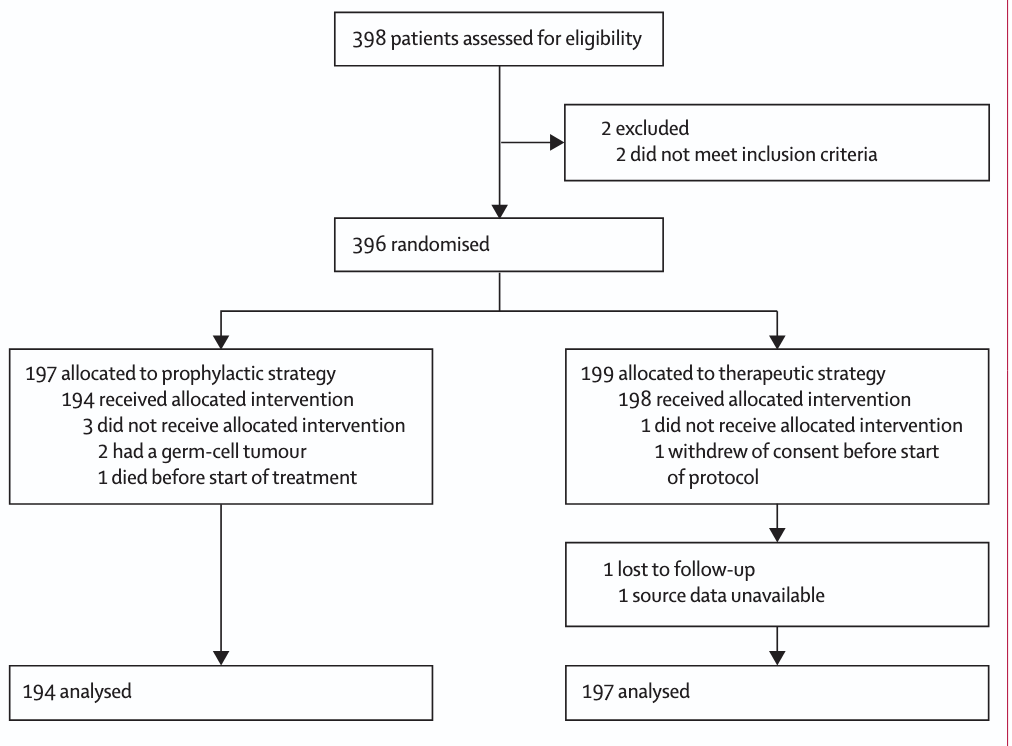 398 patients assessed for eligibility
2 excluded
2 did not meet inclusion criteria
396 randomised
197 allocated to prophylactic strategy
194 received allocated intervention
3 did not receive allocated intervention
2 had a germ-cell tumour
1 died before start of treatment
199 allocated to therapeutic strategy
198 received allocated intervention
1 did not receive allocated intervention
1 withdrew of consent before start
of protocol
1 lost to follow-up
1 source data unavailable
194 analysed
197 analysed